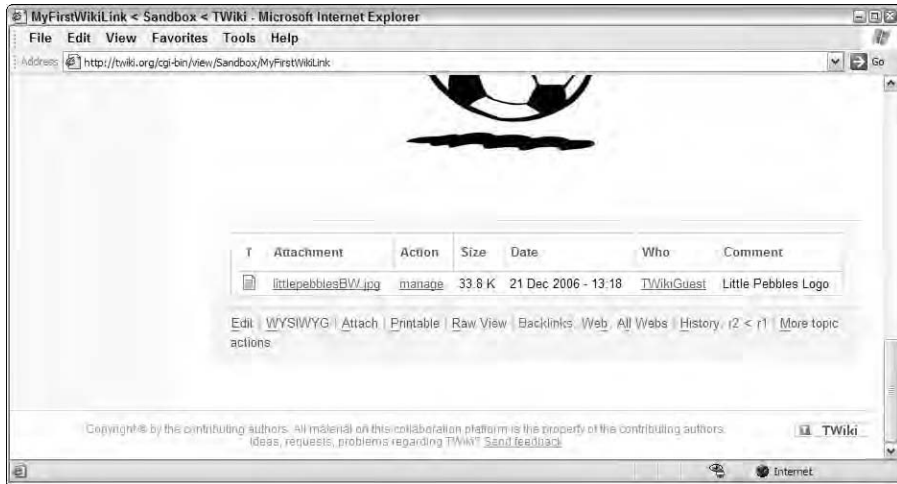 MyFirstWikiLink < Sandbox < TWiki - Microsoft Internet Explorer
File Edit View Favorites Tools Help
Address http://twiki.org/cgi-bin/view/Sandbox/MyFirstWikiLink Go
T Attachment Action Size Date Who Comment
littlepebblesBW.jpg manage 33.8 K 21 Dec 2006 - 13:18 TWikiGuest Little Pebbles Logo
Edit | WYSIWYG | Attach | Printable | Raw View | Backlinks: Web, All Webs | History: r2 < r1 | More topic
actions
Copyright © by the contributing authors. All material on this collaboration platform is the property of the contributing authors.
Ideas, requests, problems regarding TWiki? Send feedback
TWiki
Internet